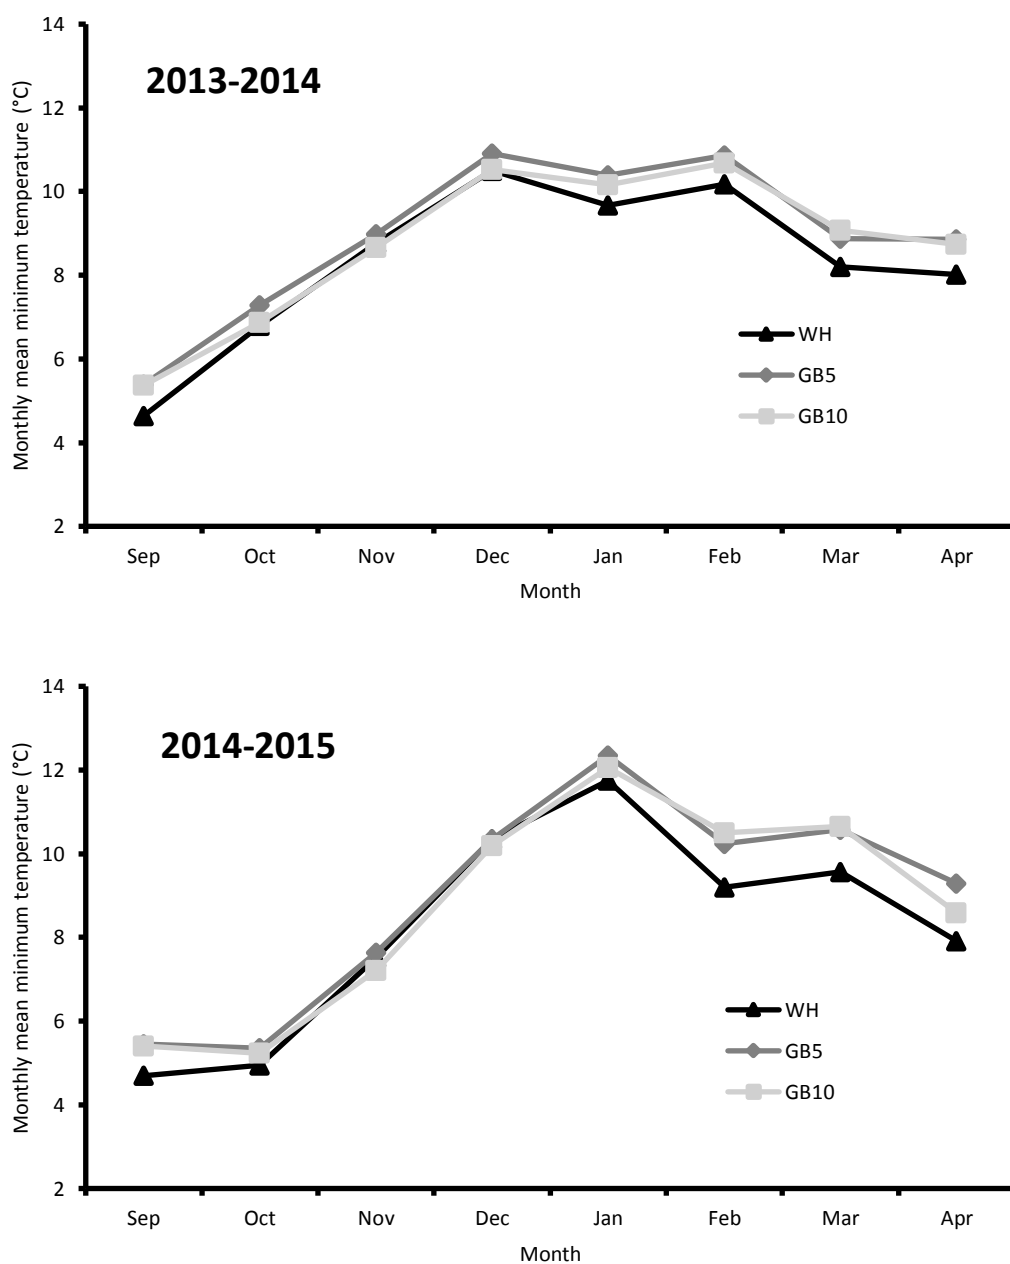 2013-2014
Monthly mean minimum temperature (°C)
14
12
10
8
6
4
2
WH
GB5
GB10
Sep Oct Nov Dec Jan Feb Mar Apr
Month
2014-2015
Monthly mean minimum temperature (°C)
14
12
10
8
6
4
2
WH
GB5
GB10
Sep Oct Nov Dec Jan Feb Mar Apr
Month